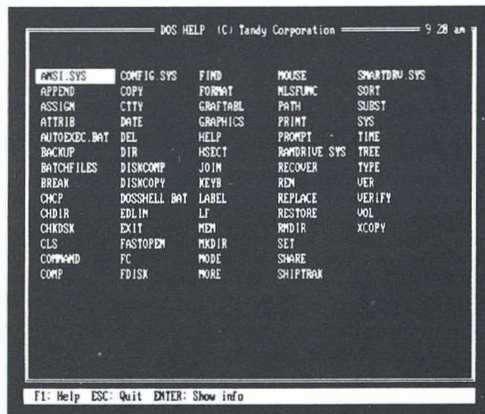 DOS HELP (C) Tandy Corporation 9:28 am
ANSI.SYS CONFIG.SYS FIND MOUSE SMARTDRV.SYS
APPEND COPY FORMAT NLSFUNC SORT
ASSIGN CTTY GRAFTABL PATH SUBST
ATTRIB DATE GRAPHICS PRINT SYS
AUTOEXEC.BAT DEL HELP PROMPT TIME
BACKUP DIR HSECT RAMDRIVE.SYS TREE
BATCHFILES DISKCOMP JOIN RECOVER TYPE
BREAK DISKCOPY KEYB REM VER
CHCP DOSSHELL.BAT LABEL REPLACE VERIFY
CHDIR EDLIN LF RESTORE VOL
CHKDSK EXIT MEM RMDIR XCOPY
CLS FASTOPEN MKDIR SET
COMMAND FC MODE SHARE
COMP FDISK MORE SHIPTRAK
F1: Help ESC: Quit ENTER: Show info